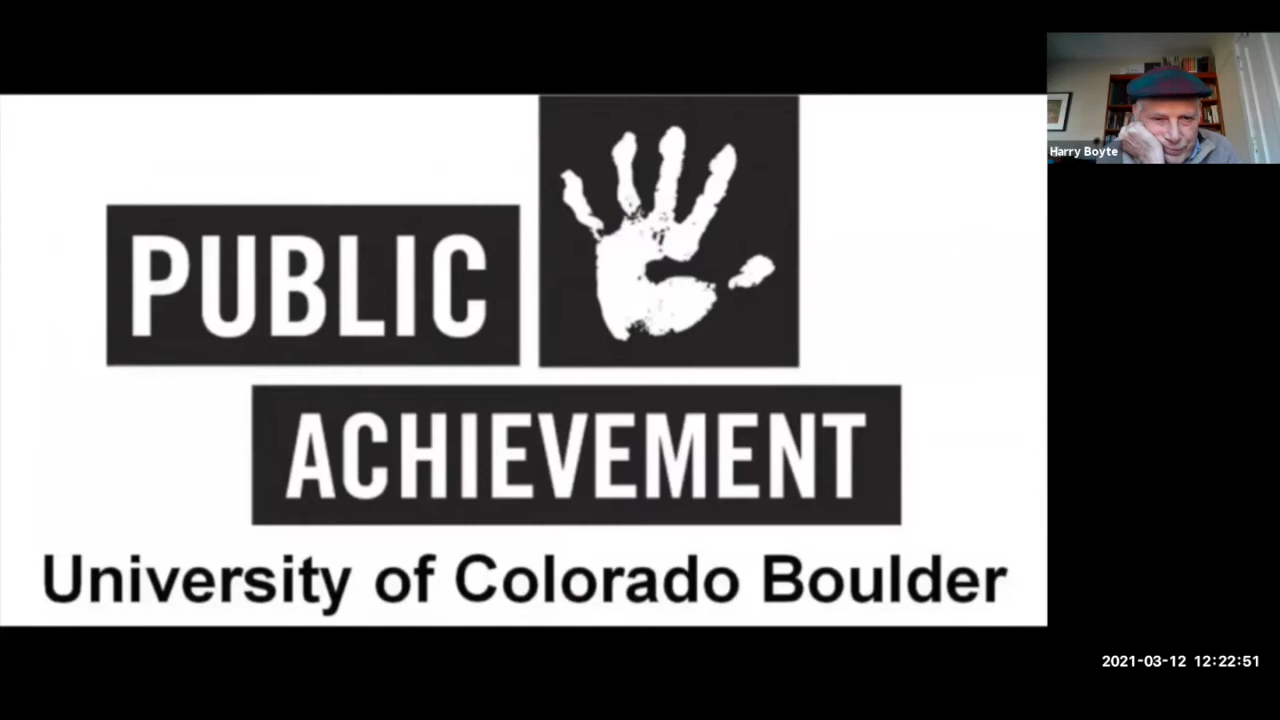 PUBLIC
ACHIEVEMENT
University of Colorado Boulder
Harry Boyte
2021-03-12 12:22:51